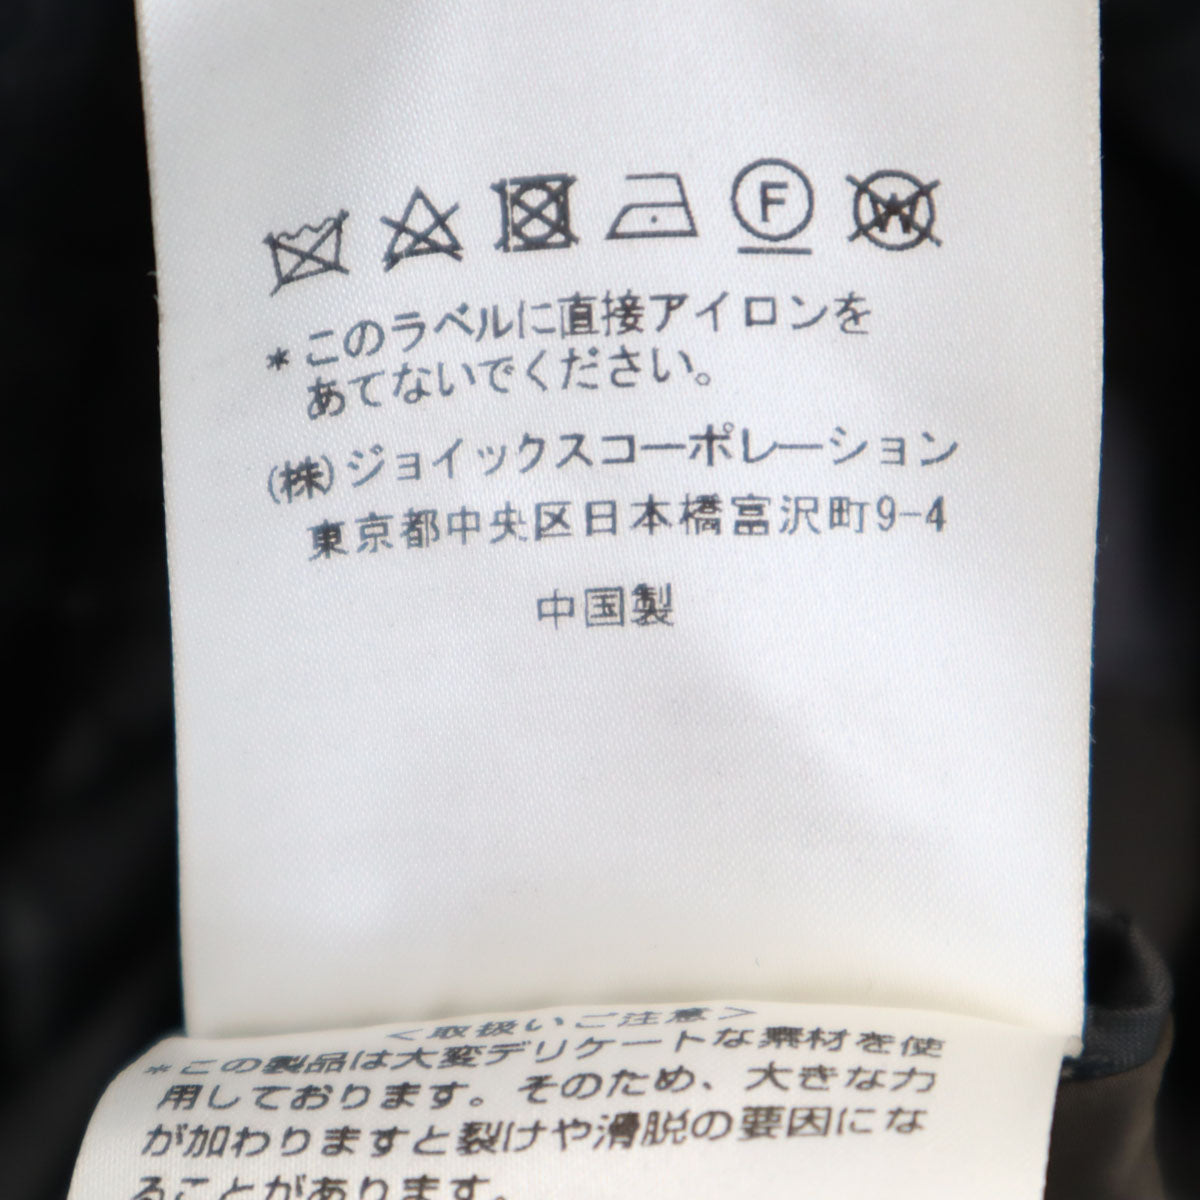 F W
*このラベルに直接アイロンを
あてないでください。
(株)ジョイックスコーポレーション
東京都中央区日本橋富沢町9-4
中国製
<取扱いご注意>
*この製品は大変デリケートな素材を使
用しております。そのため、大きな力
が加わりますと裂けや滑脱の要因にな
ることがあります。